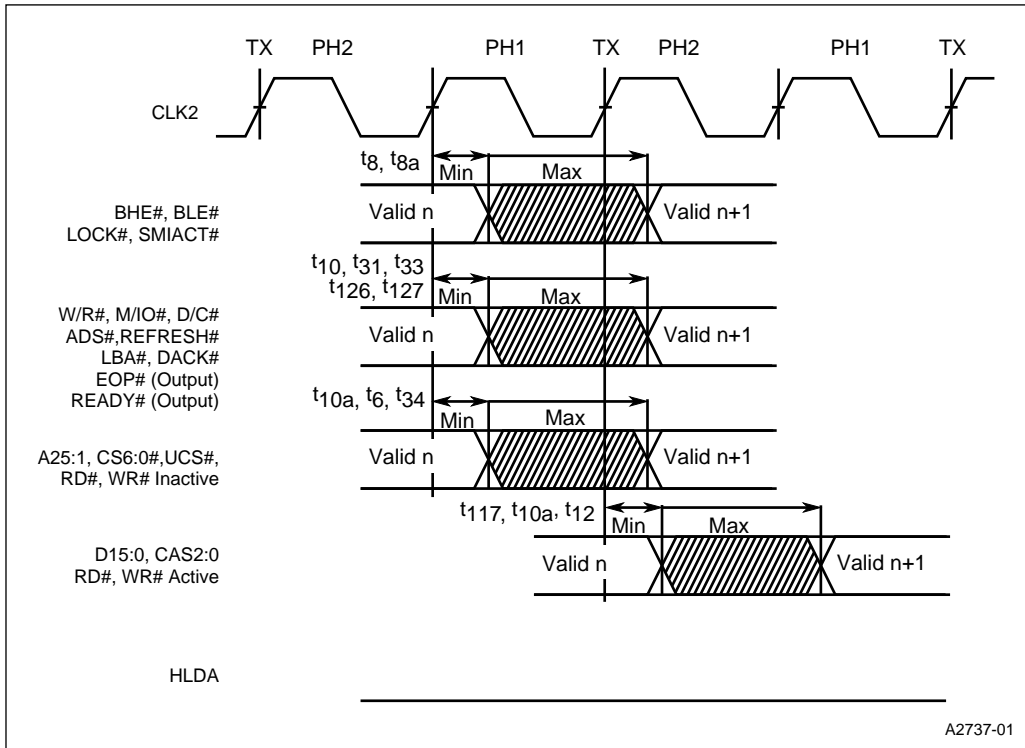 TX PH2 PH1 TX PH2 PH1 TX
CLK2
t8, t8a
Min Max
BHE#, BLE#
LOCK#, SMIACT#
Valid n Valid n+1
t10, t31, t33
t126, t127
Min Max
W/R#, M/IO#, D/C#
ADS#,REFRESH#
LBA#, DACK#
EOP# (Output)
READY# (Output)
Valid n Valid n+1
t10a, t6, t34
Min Max
A25:1, CS6:0#,UCS#,
RD#, WR# Inactive
Valid n Valid n+1
t117, t10a, t12
Min Max
D15:0, CAS2:0
RD#, WR# Active
Valid n Valid n+1
HLDA
A2737-01